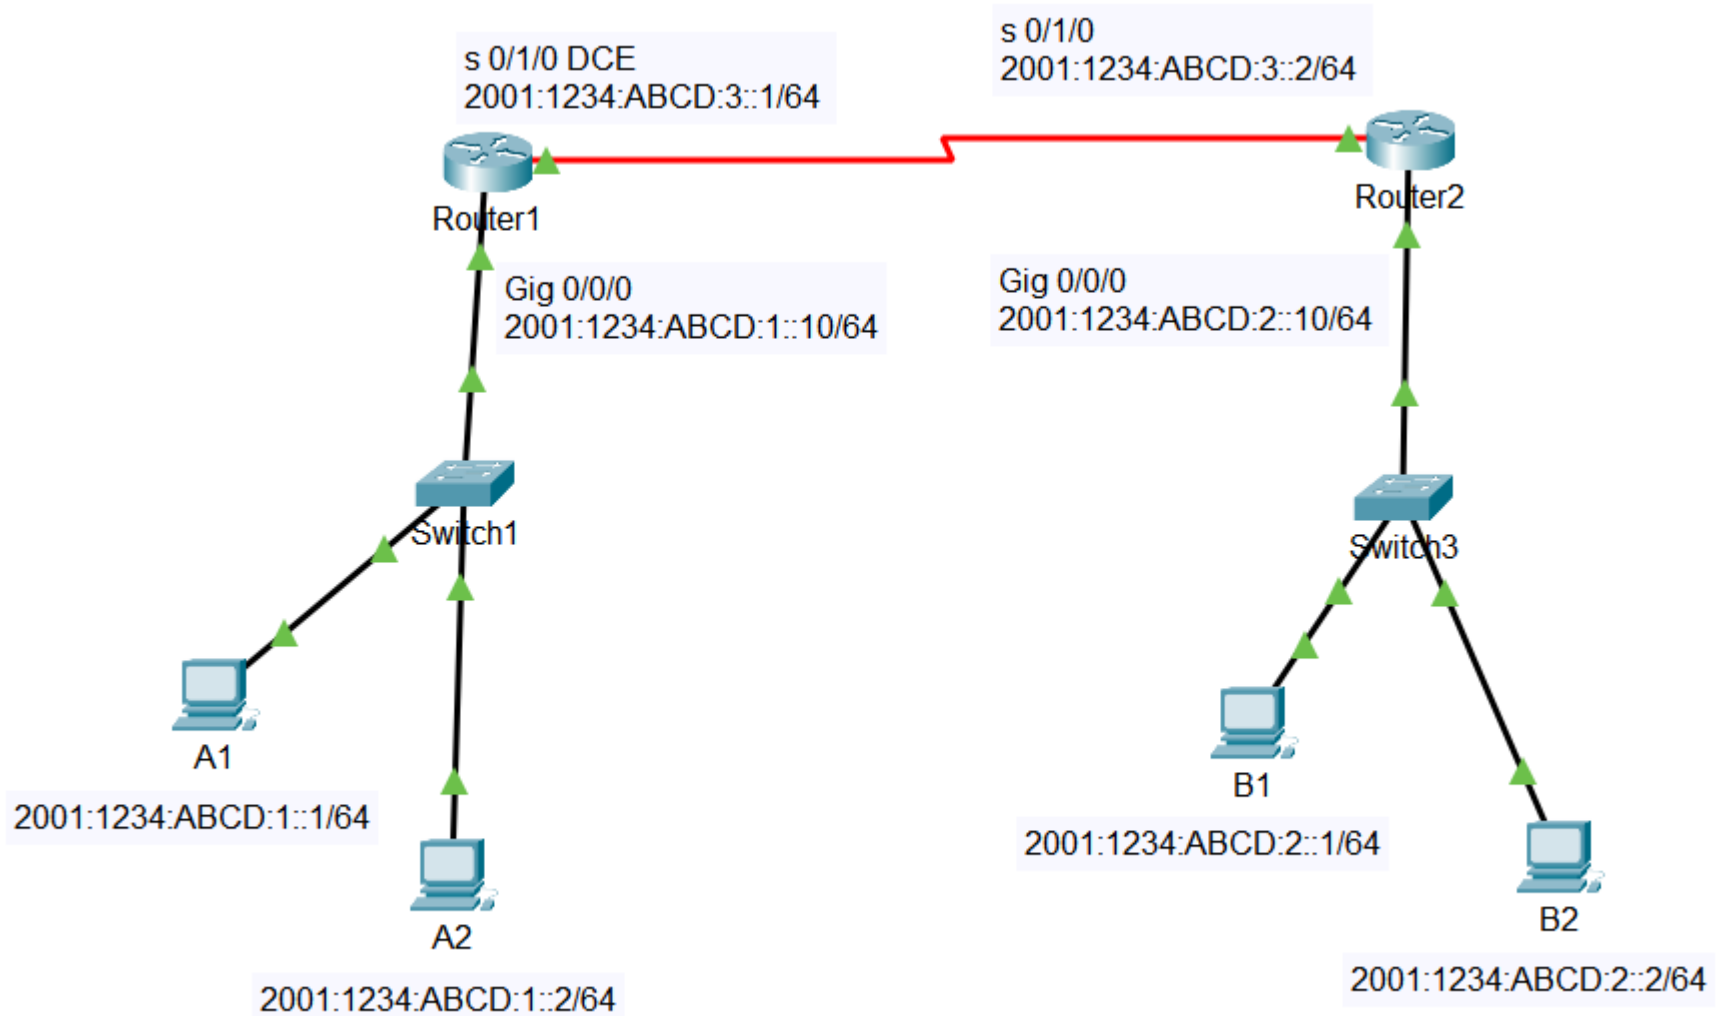 s 0/1/0 DCE
2001:1234:ABCD:3::1/64
s 0/1/0
2001:1234:ABCD:3::2/64
Router1
Router2
Gig 0/0/0
2001:1234:ABCD:1::10/64
Gig 0/0/0
2001:1234:ABCD:2::10/64
Switch1
Switch3
A1
2001:1234:ABCD:1::1/64
B1
2001:1234:ABCD:2::1/64
A2
2001:1234:ABCD:1::2/64
B2
2001:1234:ABCD:2::2/64